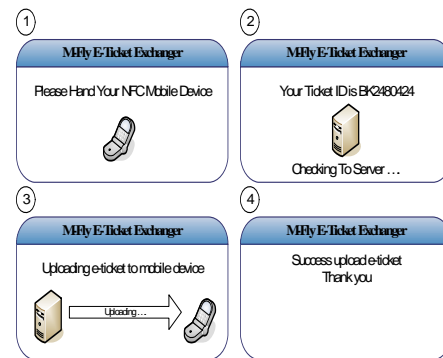 1
M-Fly E-Ticket Exchanger
Please Hand Your NFC Mobile Device
2
M-Fly E-Ticket Exchanger
Your Ticket ID is BK2480424
Checking To Server ...
3
M-Fly E-Ticket Exchanger
Uploading e-ticket to mobile device
Uploading ...
4
M-Fly E-Ticket Exchanger
Success upload e-ticket
Thank you